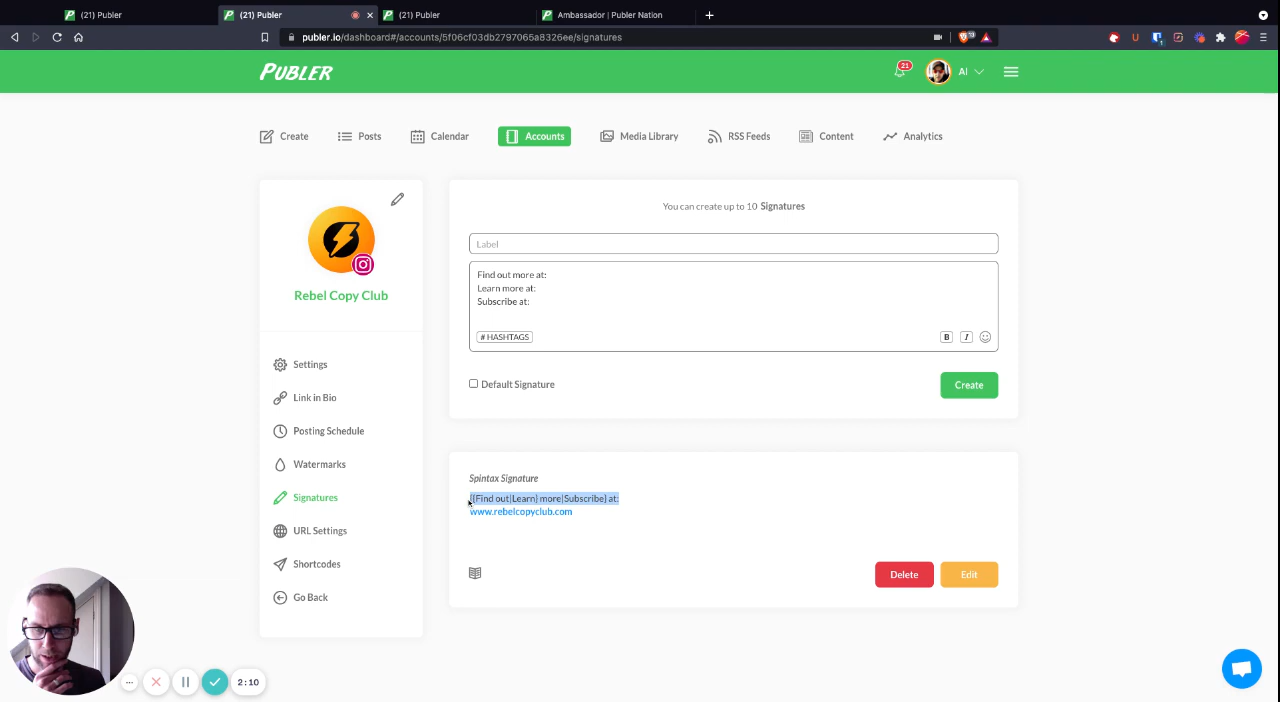 (21) Publer
(21) Publer
(21) Publer
Ambassador | Publer Nation
publer.io/dashboard#/accounts/5f06cf03db2797065a8326ee/signatures
13
PUBLER
21
Al
Create
Posts
Calendar
Accounts
Media Library
RSS Feeds
Content
Analytics
Rebel Copy Club
Settings
Link in Bio
Posting Schedule
Watermarks
Signatures
URL Settings
Shortcodes
Go Back
You can create up to 10 Signatures
Label
Find out more at:
Learn more at:
Subscribe at:
# HASHTAGS
B I
Default Signature
Create
Spintax Signature
{{Find out|Learn} more|Subscribe} at:
www.rebelcopyclub.com
Delete
Edit
2:10